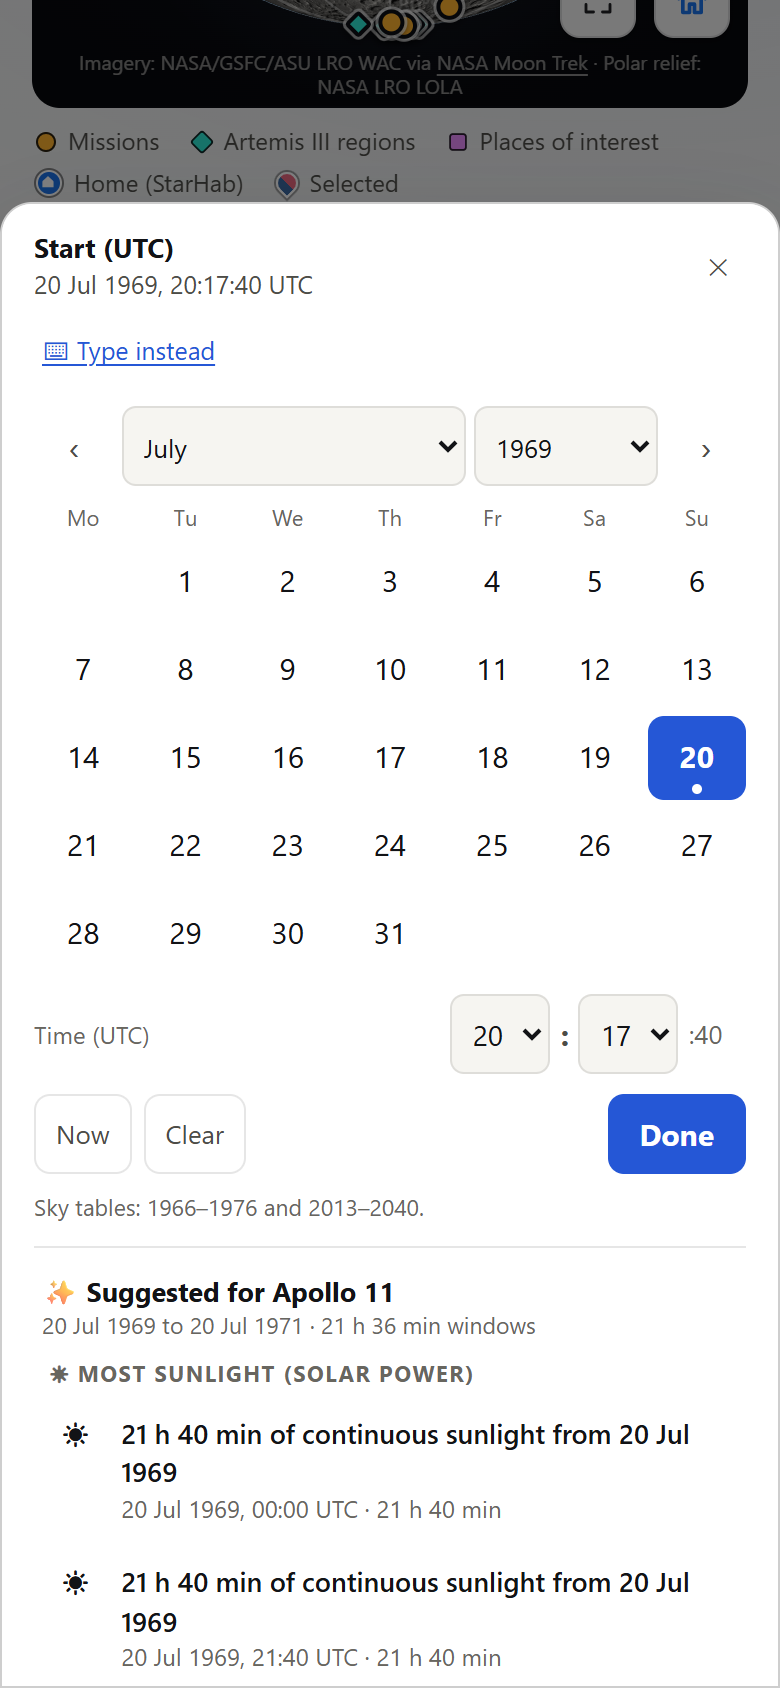 Imagery: NASA/GSFC/ASU LRO WAC via NASA Moon Trek · Polar relief:
NASA LRO LOLA
Missions Artemis III regions Places of interest
Home (StarHab) Selected
Start (UTC)
20 Jul 1969, 20:17:40 UTC
Type instead
‹ July 1969 ›
Mo Tu We Th Fr Sa Su
1 2 3 4 5 6
7 8 9 10 11 12 13
14 15 16 17 18 19 20
21 22 23 24 25 26 27
28 29 30 31
Time (UTC) 20 : 17 :40
Now Clear Done
Sky tables: 1966–1976 and 2013–2040.
✨ Suggested for Apollo 11
20 Jul 1969 to 20 Jul 1971 · 21 h 36 min windows
MOST SUNLIGHT (SOLAR POWER)
21 h 40 min of continuous sunlight from 20 Jul
1969
20 Jul 1969, 00:00 UTC · 21 h 40 min
21 h 40 min of continuous sunlight from 20 Jul
1969
20 Jul 1969, 21:40 UTC · 21 h 40 min